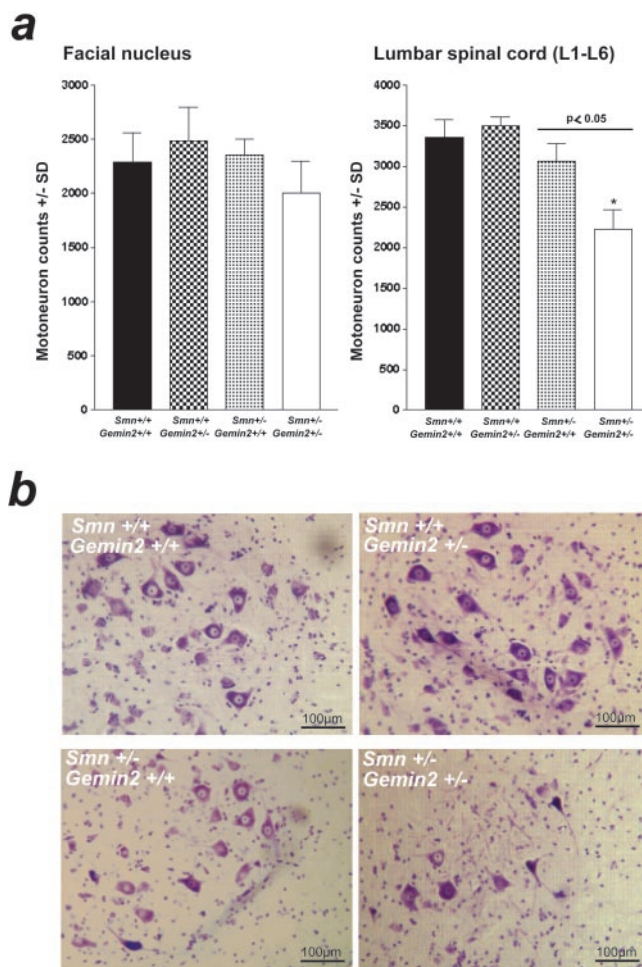 a
Facial nucleus
Motoneuron counts +/- SD
3000
2500
2000
1500
1000
500
0
Smn+/+ Smn+/+ Smn+/- Smn+/-
Gemin2+/+ Gemin2+/- Gemin2+/+ Gemin2+/-
Lumbar spinal cord (L1-L6)
Motoneuron counts +/- SD
4000
3500
3000
2500
2000
3000
1000
500
0
p< 0.05
*
Smn+/+ Smn+/+ Smn+/- Smn+/-
Gemin2+/+ Gemin2+/- Gemin2+/+ Gemin2+/-
b
Smn +/+
Gemin2 +/+
100µm
Smn +/+
Gemin2 +/-
100µm
Smn +/-
Gemin2 +/+
100µm
Smn +/-
Gemin2 +/-
100µm